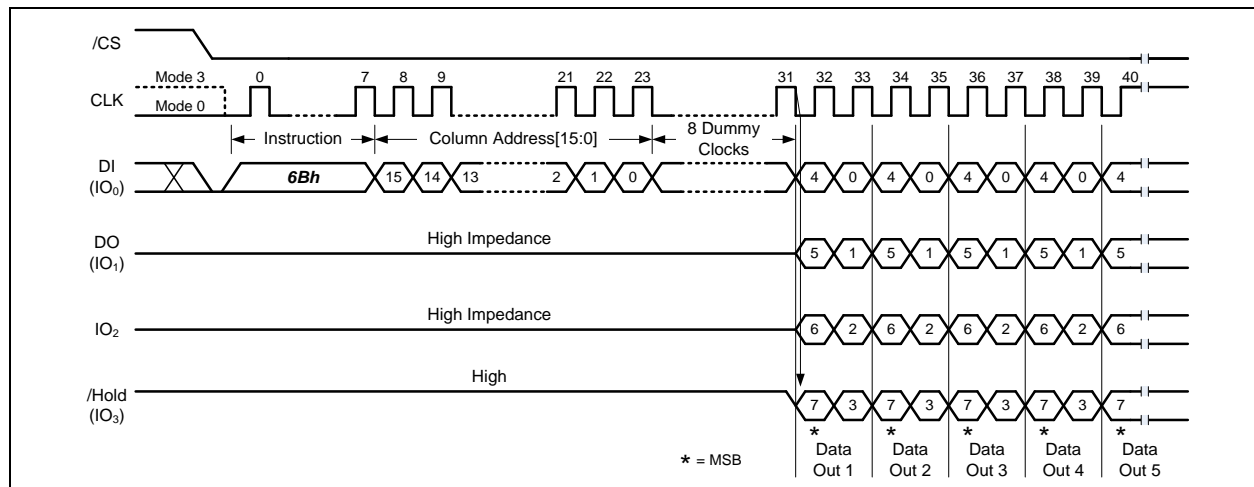 /CS
Mode 3
0 7 8 9 21 22 23 31 32 33 34 35 36 37 38 39 40
CLK
Mode 0
Instruction
Column Address[15:0]
8 Dummy
Clocks
DI
(IO₀)
6Bh
15 14 13 2 1 0 4 0 4 0 4 0 4 0 4
DO
(IO₁)
High Impedance
5 1 5 1 5 1 5 1 5
IO₂
High Impedance
6 2 6 2 6 2 6 2 6
/Hold
(IO₃)
High
7 3 7 3 7 3 7 3 7
* * * * *
* = MSB
Data
Out 1
Data
Out 2
Data
Out 3
Data
Out 4
Data
Out 5